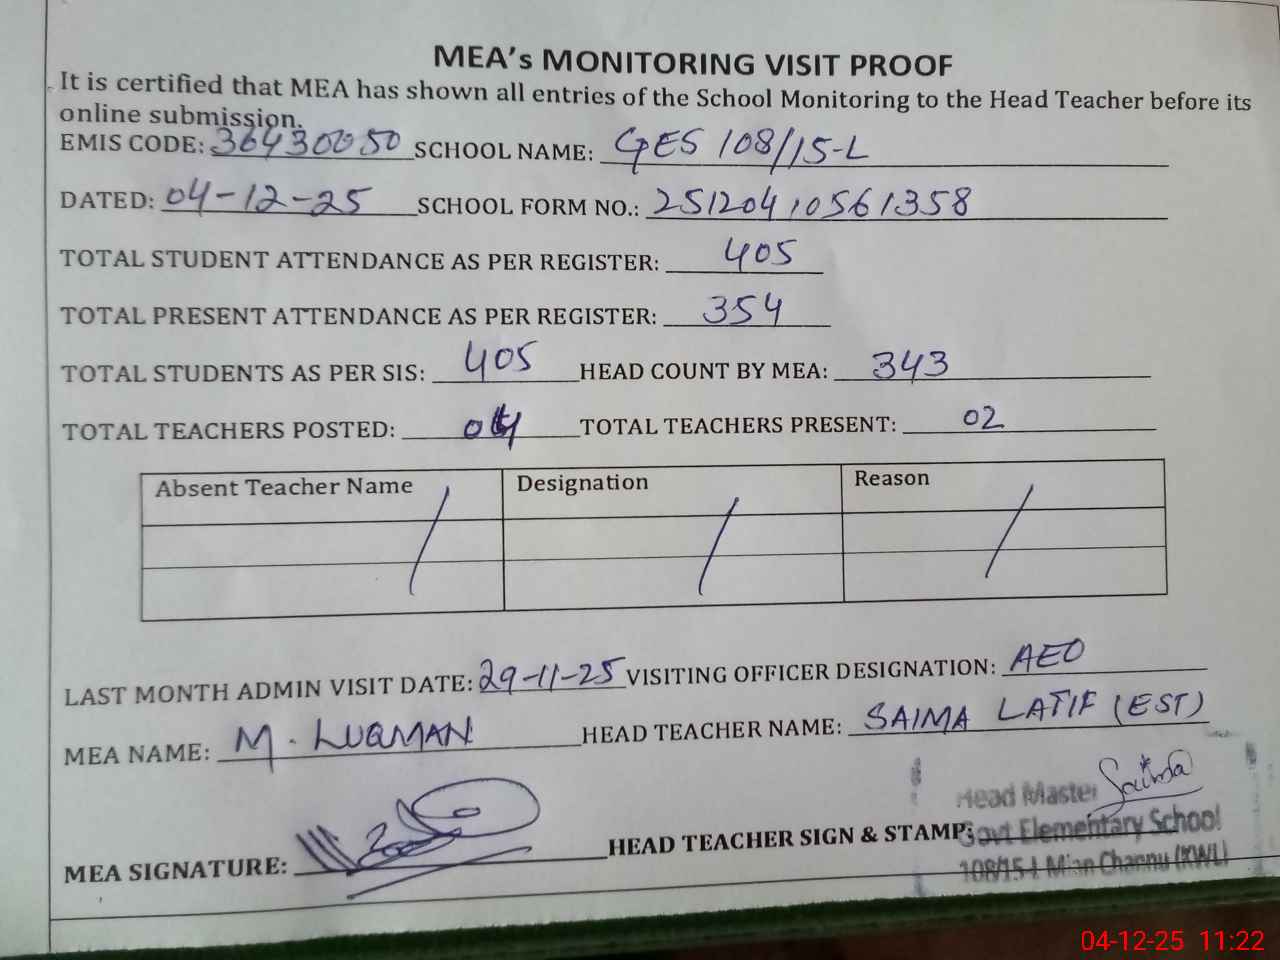 MEA's MONITORING VISIT PROOF
It is certified that MEA has shown all entries of the School Monitoring to the Head Teacher before its
online submission.
EMIS CODE: 36430050 SCHOOL NAME: GES 108/15-L
DATED: 04-12-25 SCHOOL FORM NO.: 25120410561358
TOTAL STUDENT ATTENDANCE AS PER REGISTER: 405
TOTAL PRESENT ATTENDANCE AS PER REGISTER: 354
TOTAL STUDENTS AS PER SIS: 405 HEAD COUNT BY MEA: 343
TOTAL TEACHERS POSTED: 04 TOTAL TEACHERS PRESENT: 02
Absent Teacher Name Designation Reason
LAST MONTH ADMIN VISIT DATE: 29-11-25 VISITING OFFICER DESIGNATION: AEO
MEA NAME: M. LUQMAN HEAD TEACHER NAME: SAIMA LATIF (EST)
Head Master Saima
MEA SIGNATURE: HEAD TEACHER SIGN & STAMP: Govt Elementary School
108/15-L Mian Channu (KWL)
04-12-25 11:22